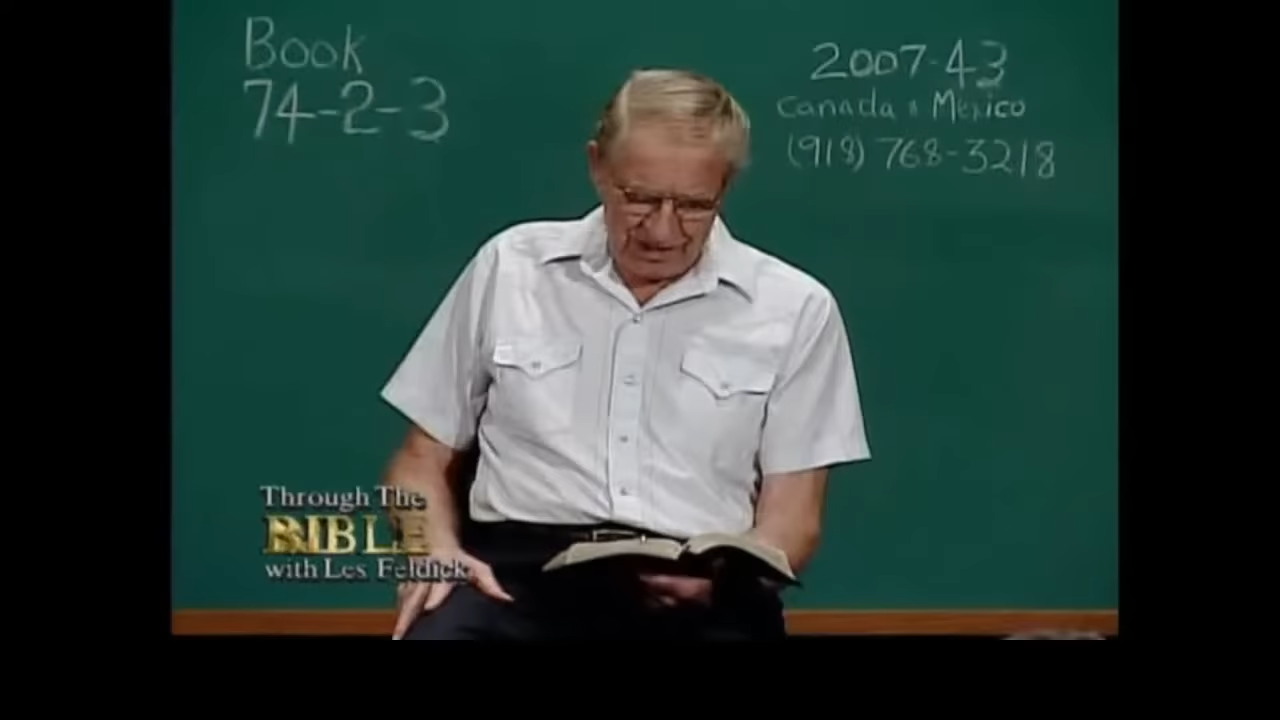 Book
74-2-3
2007-43
Canada & Mexico
(918) 768-3218
Through The
BIBLE
with Les Feldick